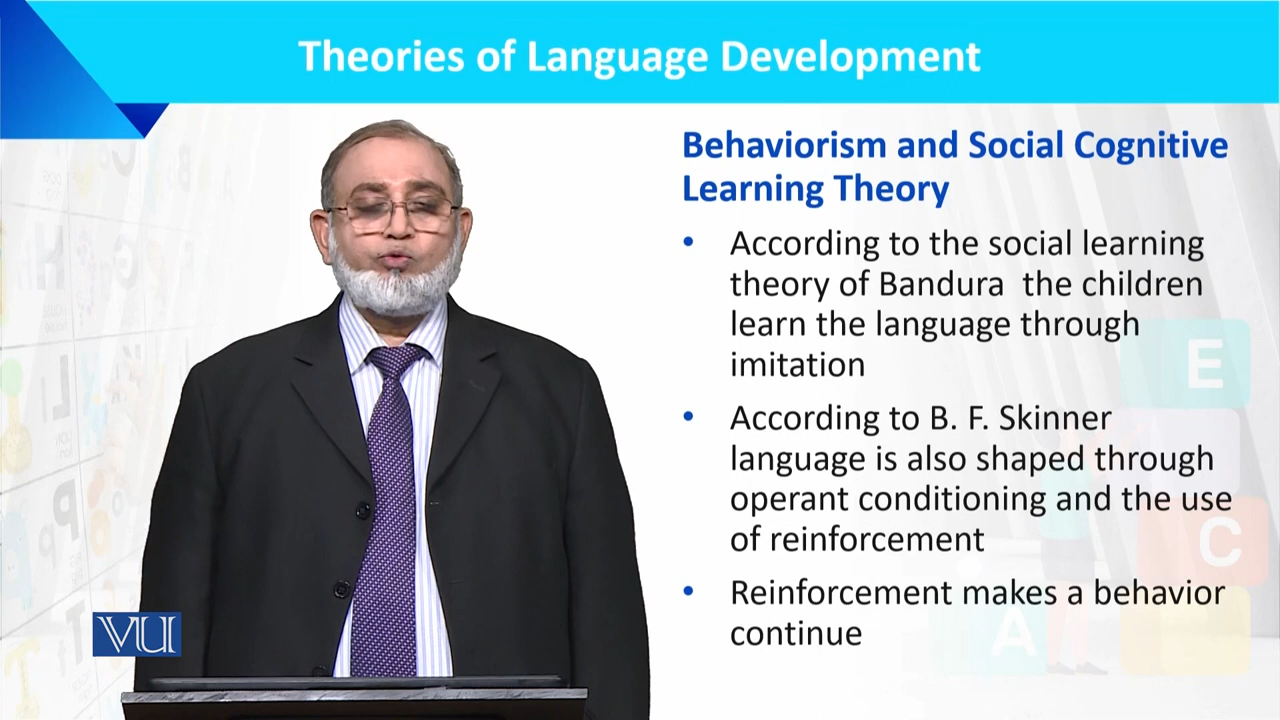 Theories of Language Development
Behaviorism and Social Cognitive
Learning Theory
• According to the social learning
theory of Bandura  the children
learn the language through
imitation
• According to B. F. Skinner
language is also shaped through
operant conditioning and the use
of reinforcement
• Reinforcement makes a behavior
continue
VU
E
C
A